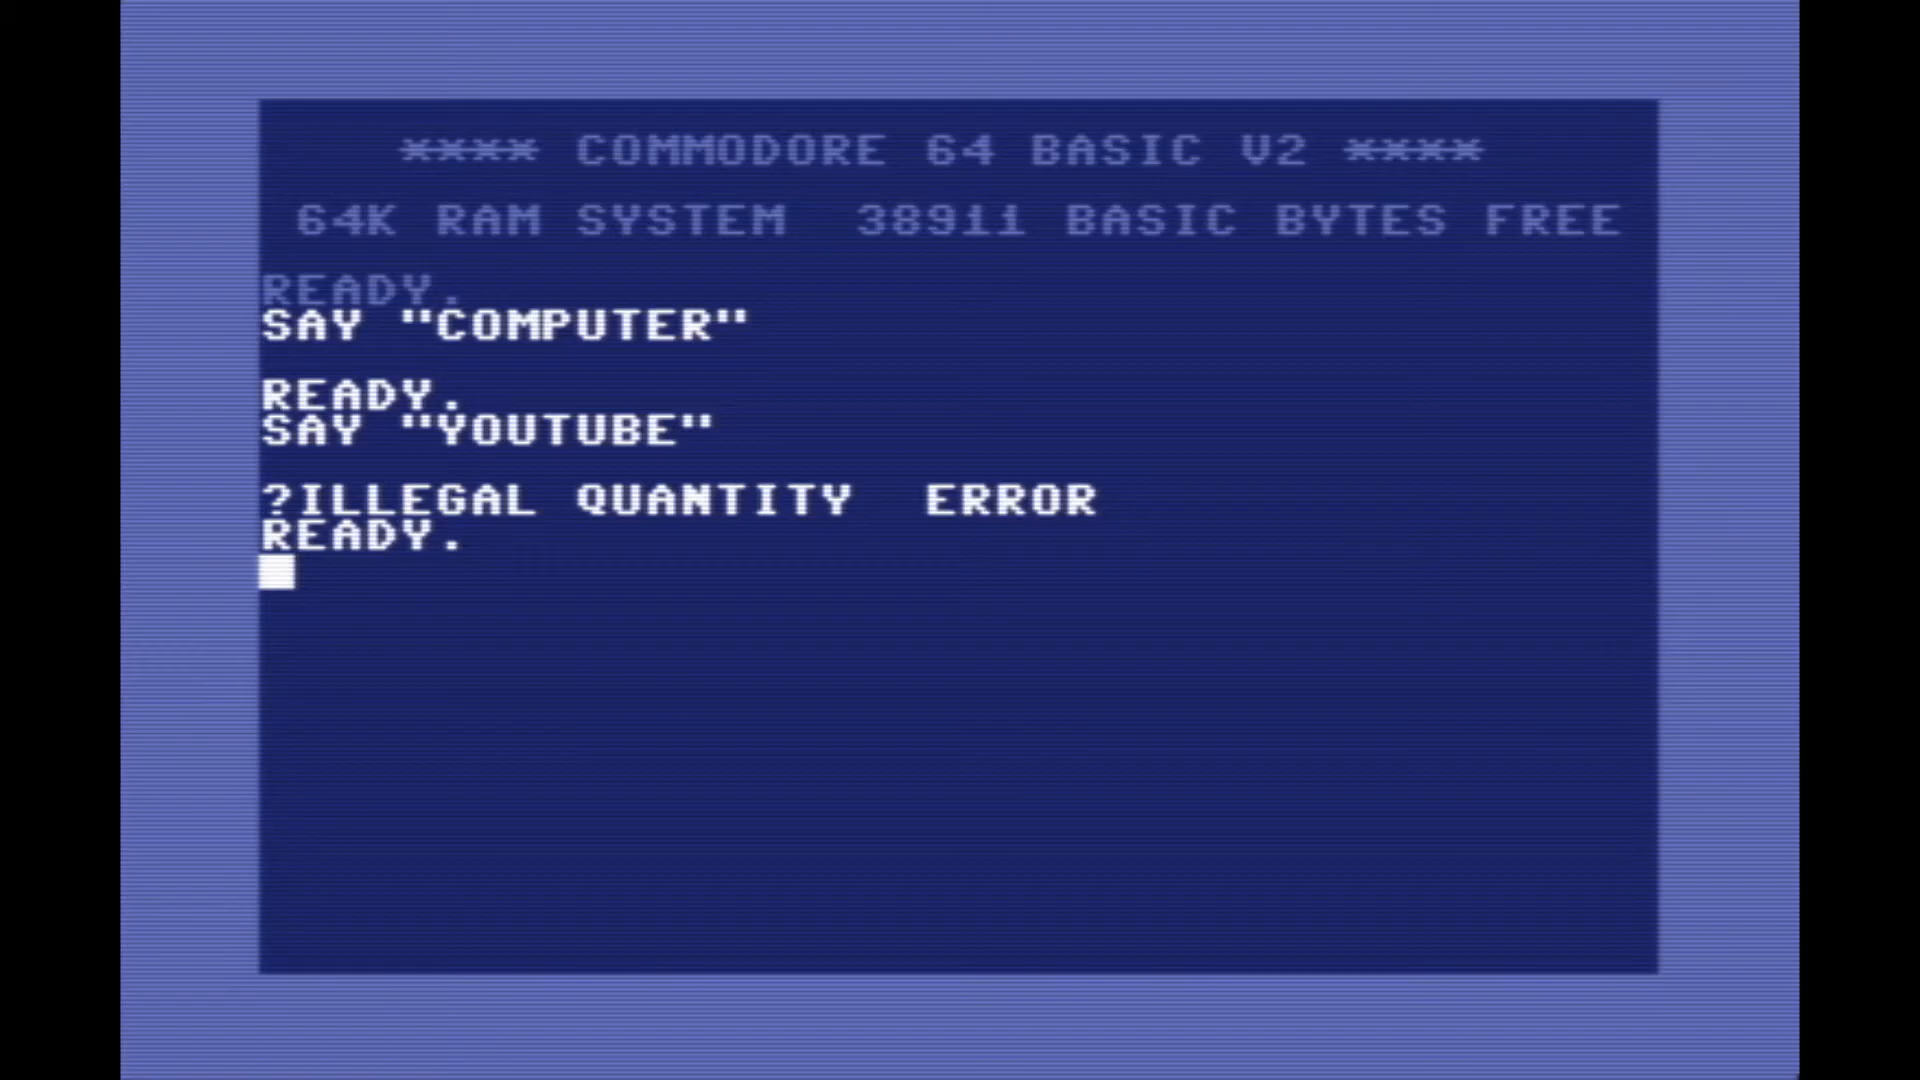 **** COMMODORE 64 BASIC V2 ****
64K RAM SYSTEM  38911 BASIC BYTES FREE
READY.
SAY "COMPUTER"
READY.
SAY "YOUTUBE"
?ILLEGAL QUANTITY  ERROR
READY.